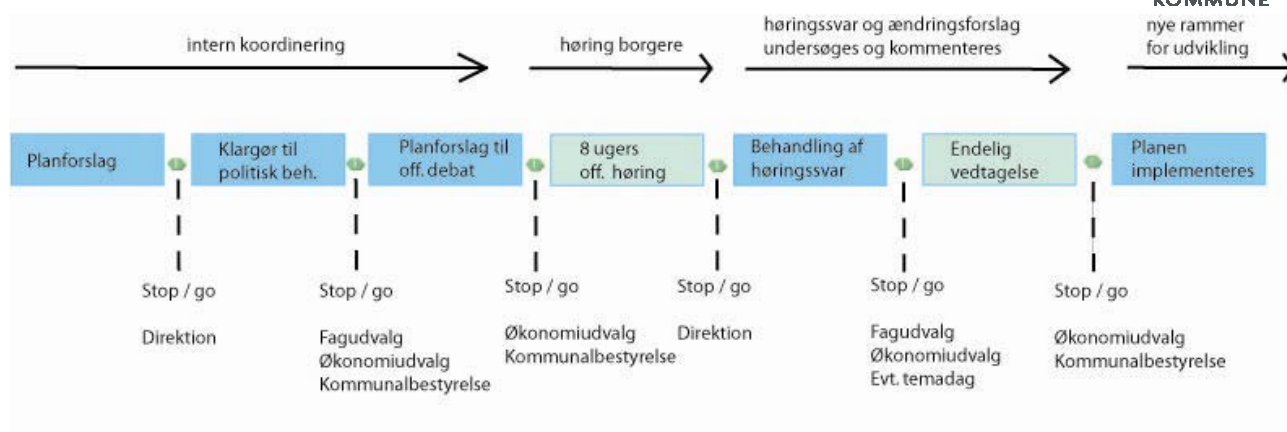 KOMMUNE
intern koordinering
høring borgere
høringssvar og ændringsforslag
undersøges og kommenteres
nye rammer
for udvikling
Planforslag
Klargør til
politisk beh.
Planforslag til
off. debat
8 ugers
off. høring
Behandling af
høringssvar
Endelig
vedtagelse
Planen
implementeres
Stop / go
Direktion
Stop / go
Fagudvalg
Økonomiudvalg
Kommunalbestyrelse
Stop / go
Økonomiudvalg
Kommunalbestyrelse
Stop / go
Direktion
Stop / go
Fagudvalg
Økonomiudvalg
Evt. temadag
Stop / go
Økonomiudvalg
Kommunalbestyrelse